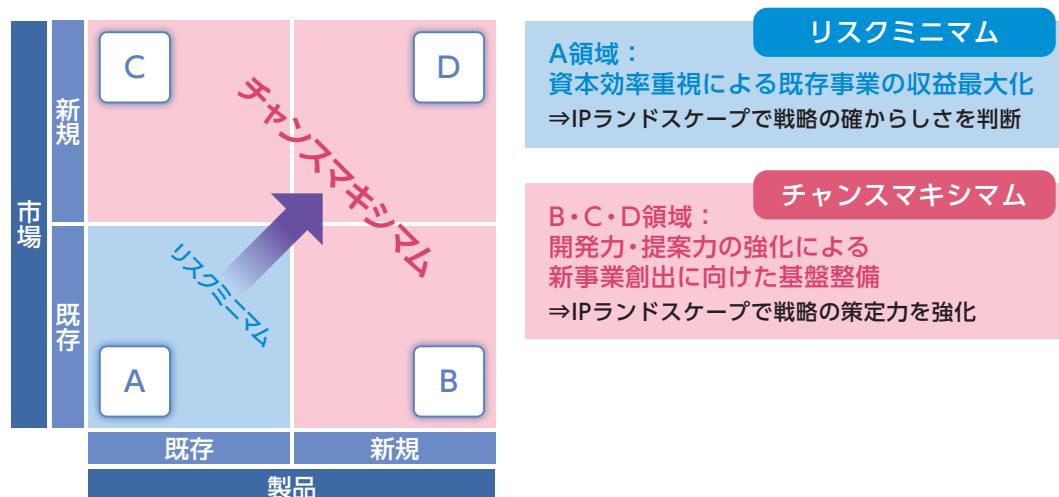 市場
新規
既存
C
D
A
B
チャンスマキシマム
リスクミニマム
既存
新規
製品
リスクミニマム
A領域：
資本効率重視による既存事業の収益最大化
⇒IPランドスケープで戦略の確からしさを判断
チャンスマキシマム
B・C・D領域：
開発力・提案力の強化による
新事業創出に向けた基盤整備
⇒IPランドスケープで戦略の策定力を強化